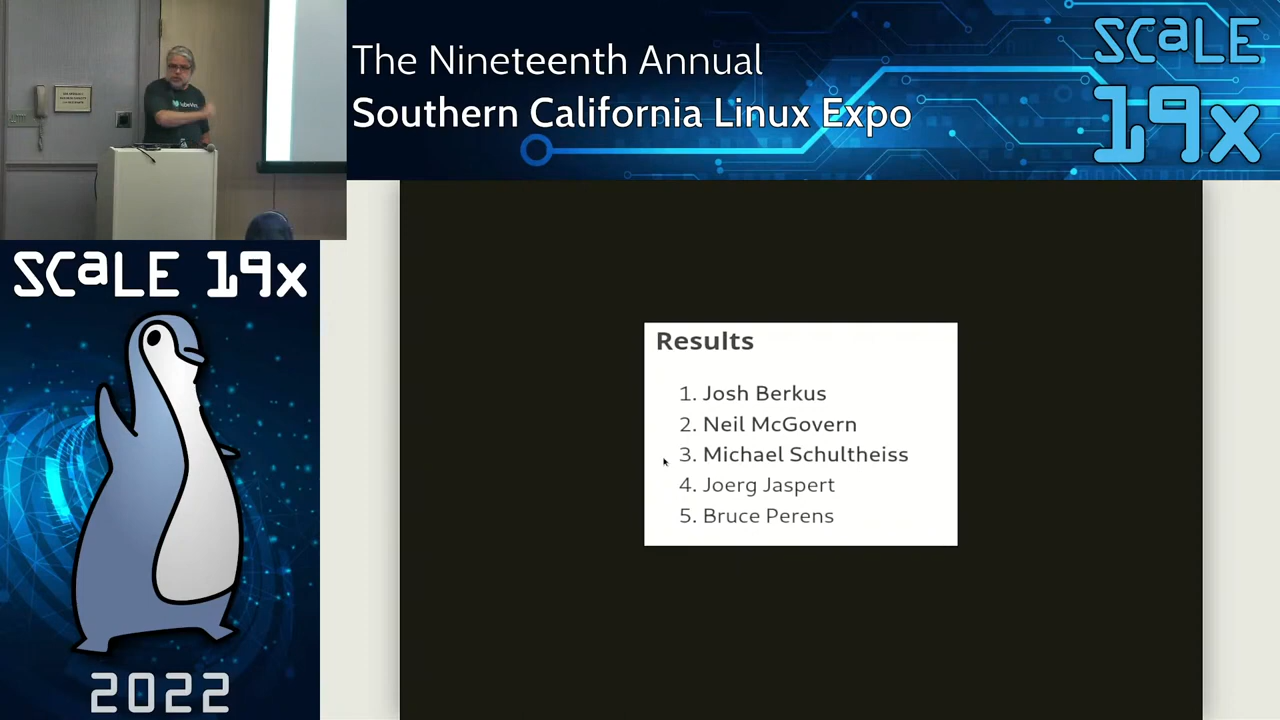 The Nineteenth Annual
Southern California Linux Expo
SCaLE
19x
SCaLE 19x
Results
1. Josh Berkus
2. Neil McGovern
3. Michael Schultheiss
4. Joerg Jaspert
5. Bruce Perens
2022